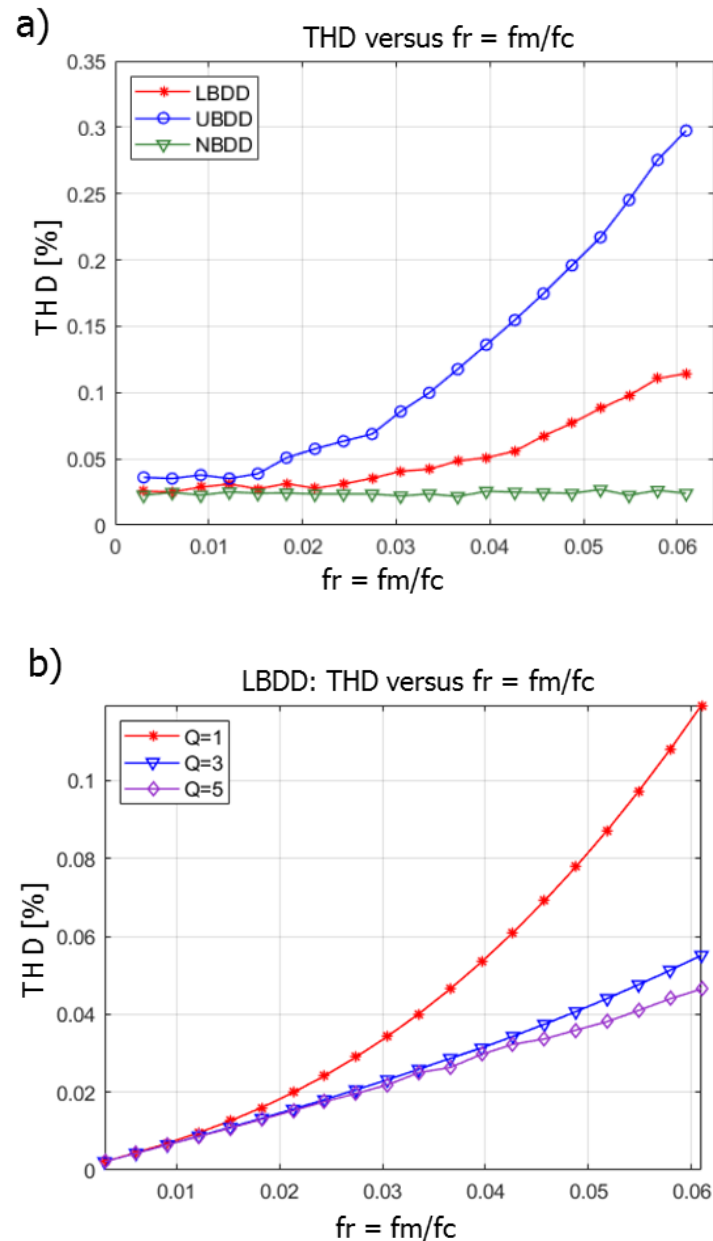 a)
THD versus fr = fm/fc
0.35
0.3
0.25
0.2
0.15
0.1
0.05
0
THD [%]
LBDD
UBDD
NBDD
0 0.01 0.02 0.03 0.04 0.05 0.06
fr = fm/fc
b)
LBDD: THD versus fr = fm/fc
0.1
0.08
0.06
0.04
0.02
0
THD [%]
Q=1
Q=3
Q=5
0.01 0.02 0.03 0.04 0.05 0.06
fr = fm/fc